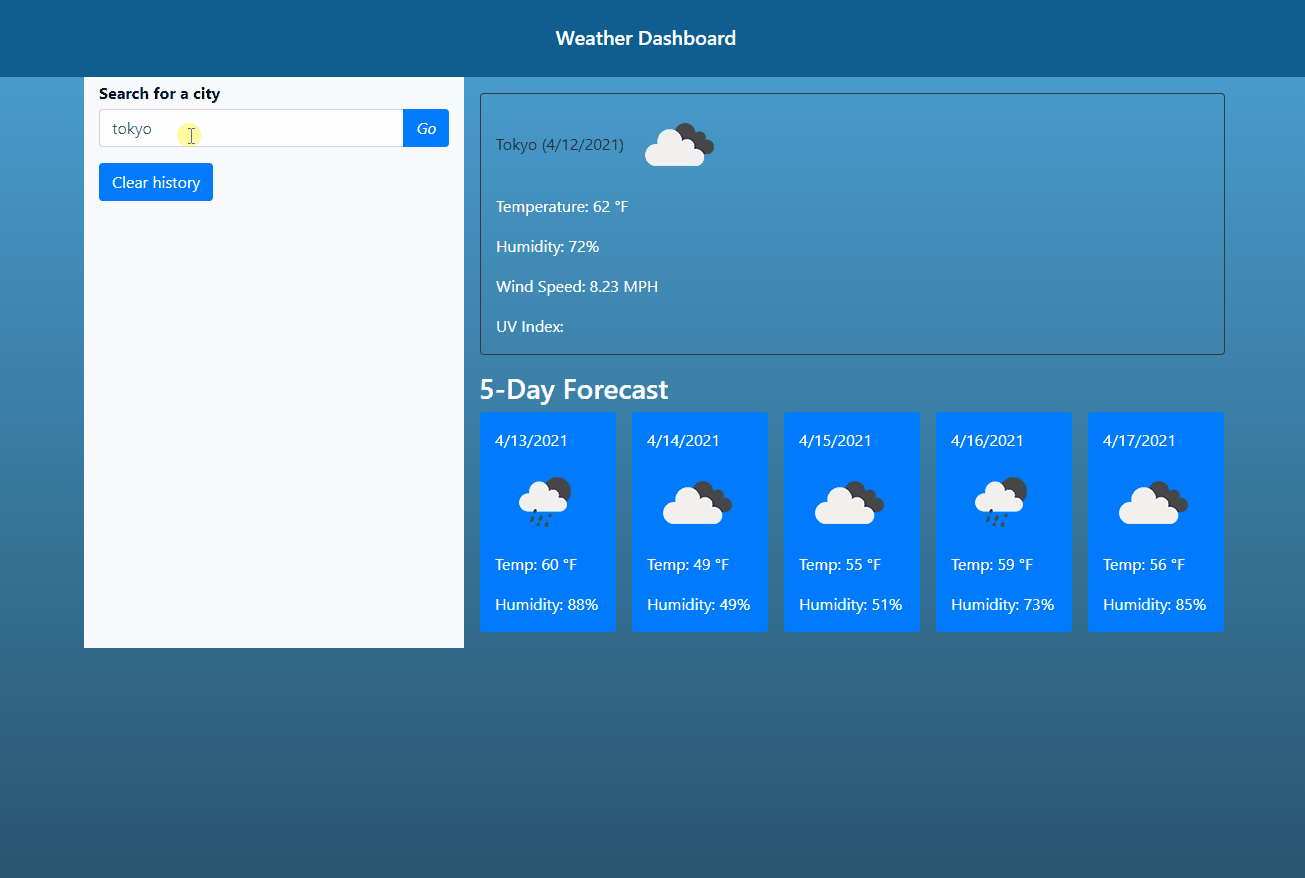 Weather Dashboard
Search for a city
tokyo
Go
Clear history
Tokyo (4/12/2021)
Temperature: 62 °F
Humidity: 72%
Wind Speed: 8.23 MPH
UV Index:
5-Day Forecast
4/13/2021
Temp: 60 °F
Humidity: 88%
4/14/2021
Temp: 49 °F
Humidity: 49%
4/15/2021
Temp: 55 °F
Humidity: 51%
4/16/2021
Temp: 59 °F
Humidity: 73%
4/17/2021
Temp: 56 °F
Humidity: 85%